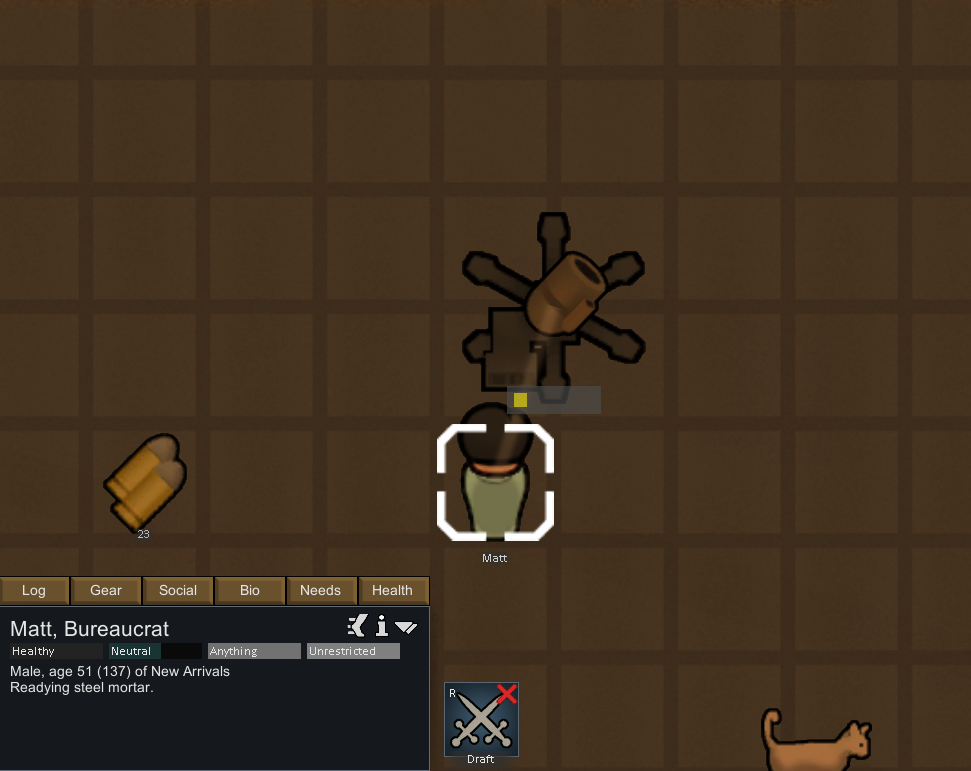 23
Matt
Log Gear Social Bio Needs Health
Matt, Bureaucrat
Healthy Neutral Anything Unrestricted
Male, age 51 (137) of New Arrivals
Readying steel mortar.
R
Draft